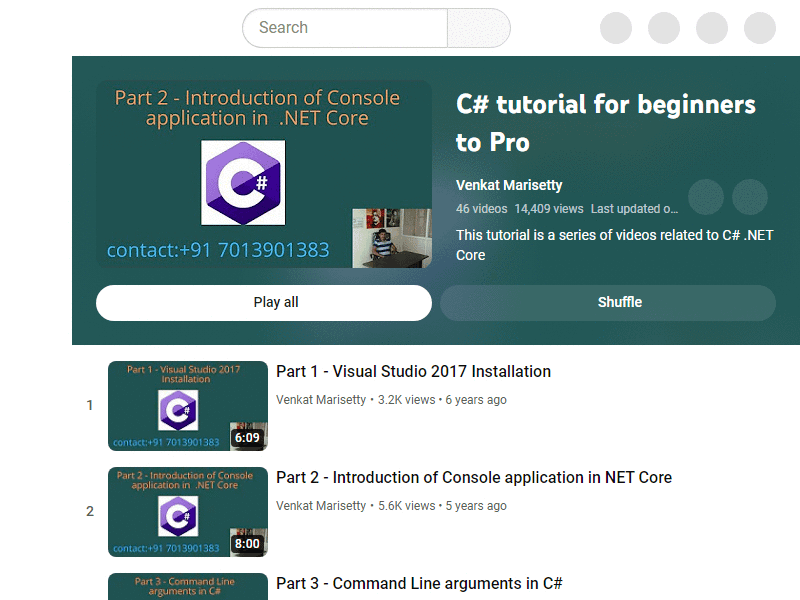 Search
Part 2 - Introduction of Console
application in .NET Core
C#
contact:+91 7013901383
C# tutorial for beginners
to Pro
Venkat Marisetty
46 videos 14,409 views Last updated o...
This tutorial is a series of videos related to C# .NET
Core
Play all
Shuffle
1
Part 1 - Visual Studio 2017
Installation
C#
contact:+91 7013901383
6:09
Part 1 - Visual Studio 2017 Installation
Venkat Marisetty • 3.2K views • 6 years ago
2
Part 2 - Introduction of Console
application in .NET Core
C#
contact:+91 7013901383
8:00
Part 2 - Introduction of Console application in NET Core
Venkat Marisetty • 5.6K views • 5 years ago
Part 3 - Command Line
arguments in C#
Part 3 - Command Line arguments in C#